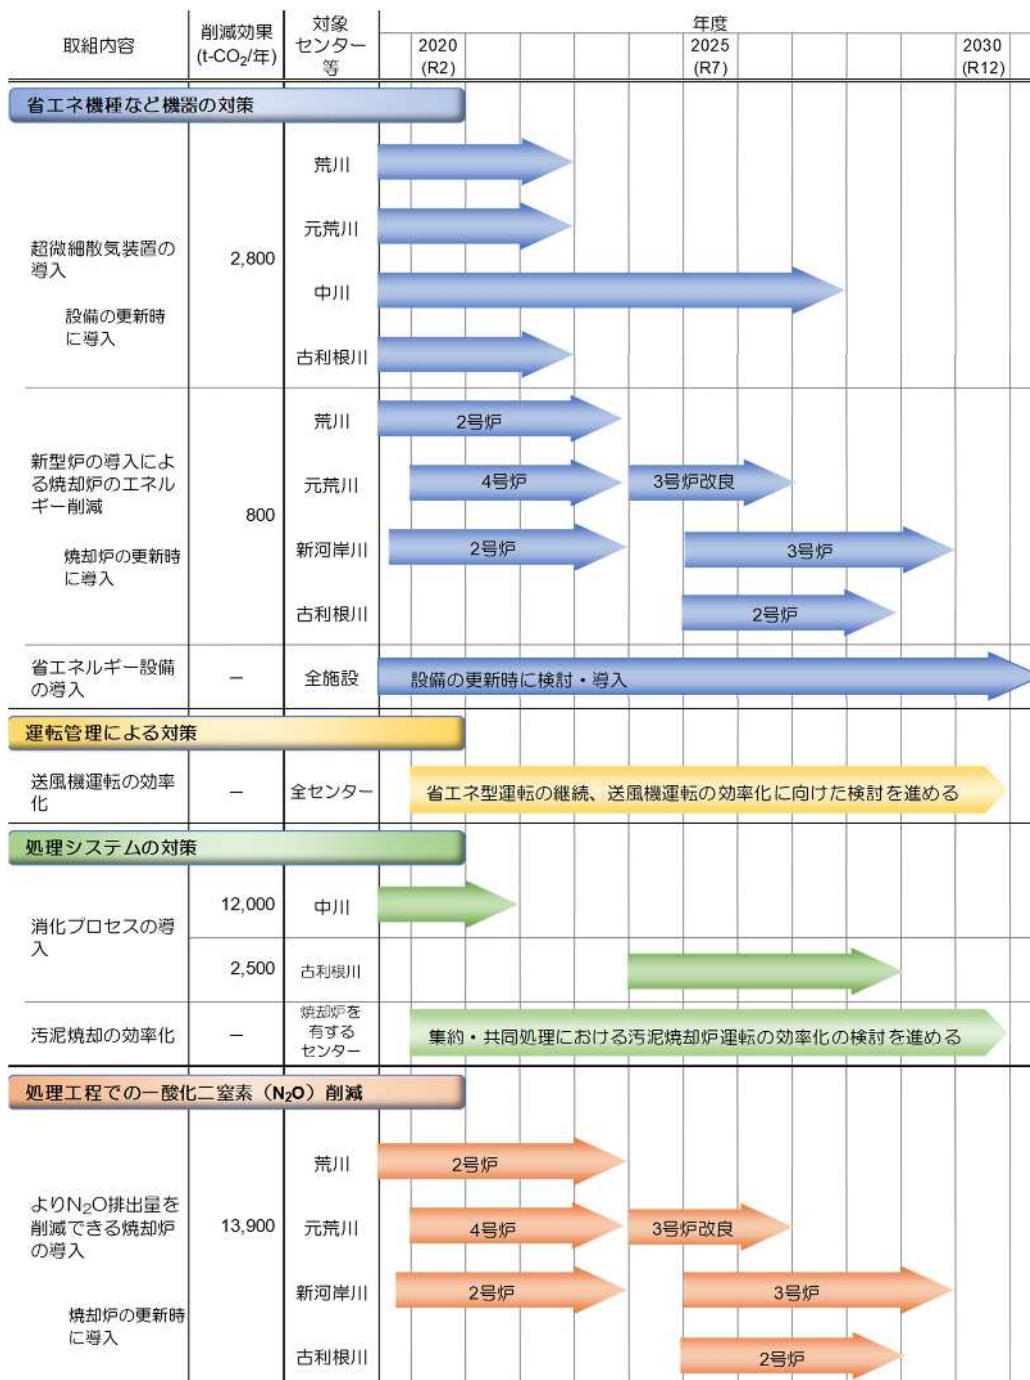 取組内容
削減効果
(t-CO₂/年)
対象
センター
等
年度
2020
(R2)
2025
(R7)
2030
(R12)
省エネ機種など機器の対策
超微細散気装置の
導入
設備の更新時
に導入
2,800
荒川
元荒川
中川
古利根川
新型炉の導入によ
る焼却炉のエネル
ギー削減
焼却炉の更新時
に導入
800
荒川
2号炉
元荒川
4号炉
3号炉改良
新河岸川
2号炉
3号炉
古利根川
2号炉
省エネルギー設備
の導入
－
全施設
設備の更新時に検討・導入
運転管理による対策
送風機運転の効率
化
－
全センター
省エネ型運転の継続、送風機運転の効率化に向けた検討を進める
処理システムの対策
消化プロセスの導
入
12,000
中川
2,500
古利根川
汚泥焼却の効率化
－
焼却炉を
有する
センター
集約・共同処理における汚泥焼却炉運転の効率化の検討を進める
処理工程での一酸化二窒素（N₂O）削減
よりN₂O排出量を
削減できる焼却炉
の導入
焼却炉の更新時
に導入
13,900
荒川
2号炉
元荒川
4号炉
3号炉改良
新河岸川
2号炉
3号炉
古利根川
2号炉